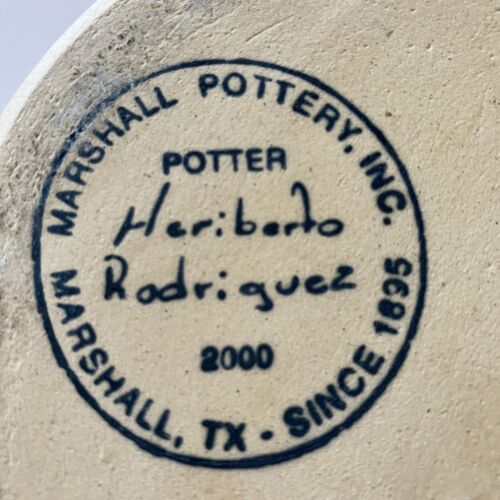 MARSHALL POTTERY, INC.
POTTER
Heriberto
Rodriguez
2000
MARSHALL, TX - SINCE 1895